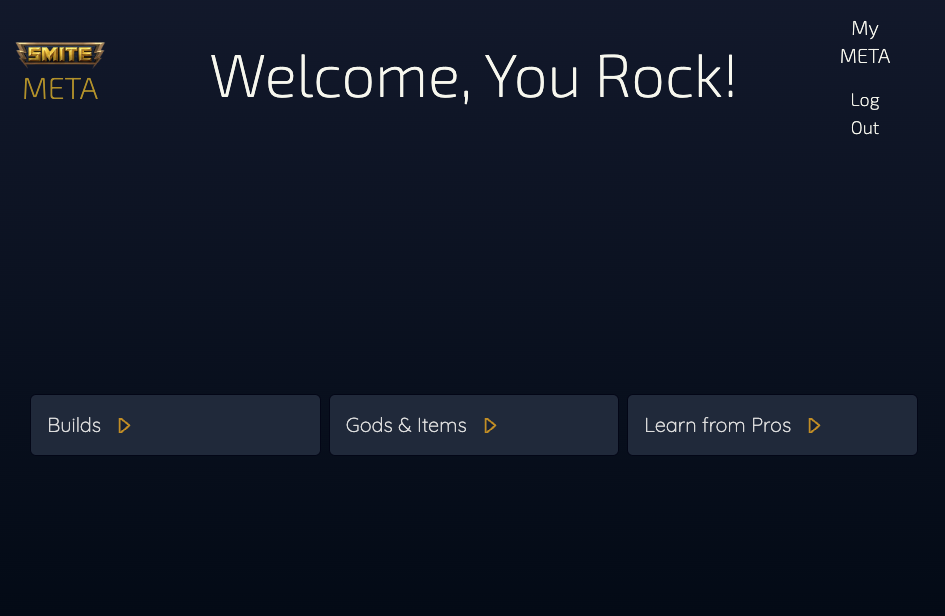 SMITE
META
Welcome, You Rock!
My
META
Log
Out
Builds
Gods & Items
Learn from Pros